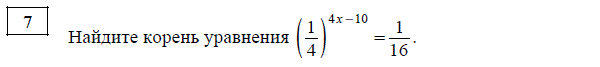 7
Найдите корень уравнения (1/4)^(4x−10) = 1/16.